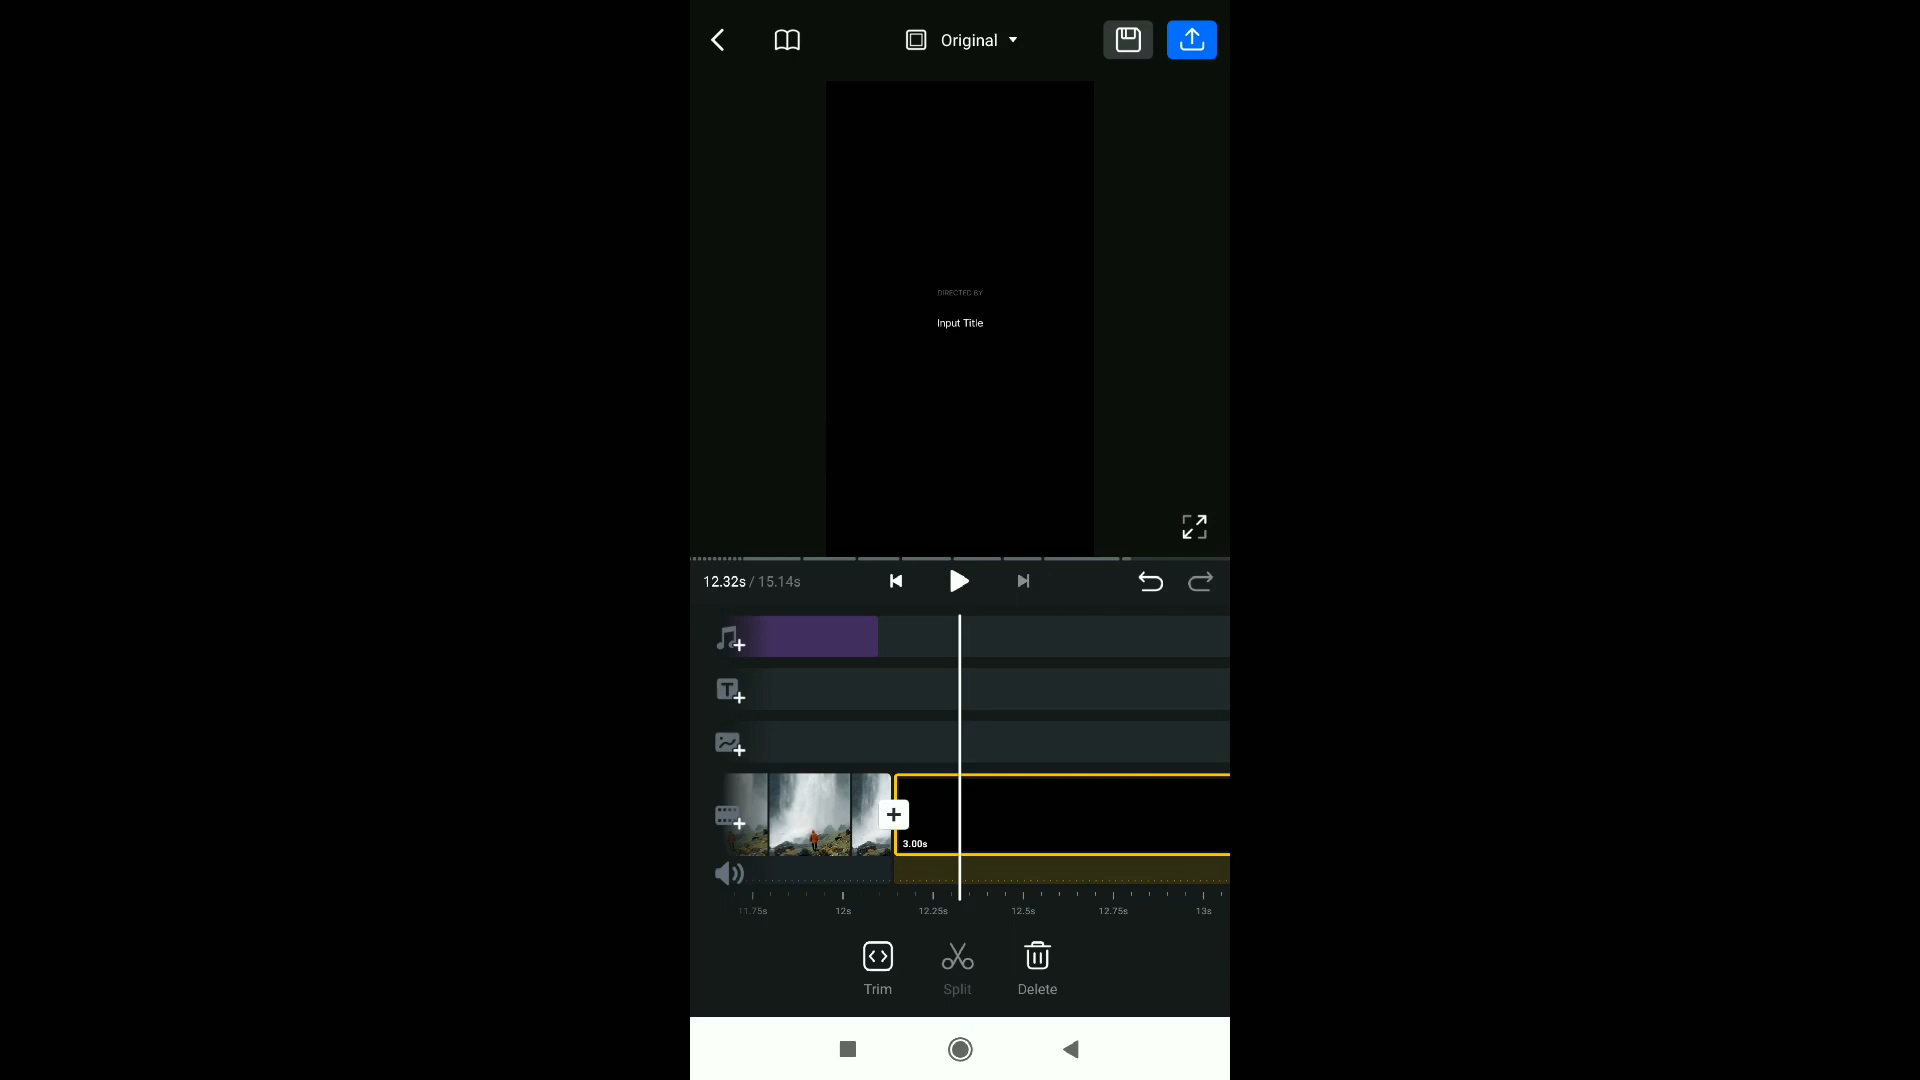 Original
DIRECTED BY
Input Title
12.32s / 15.14s
T
3.00s
11.75s 12s 12.25s 12.5s 12.75s 13s
Trim Split Delete